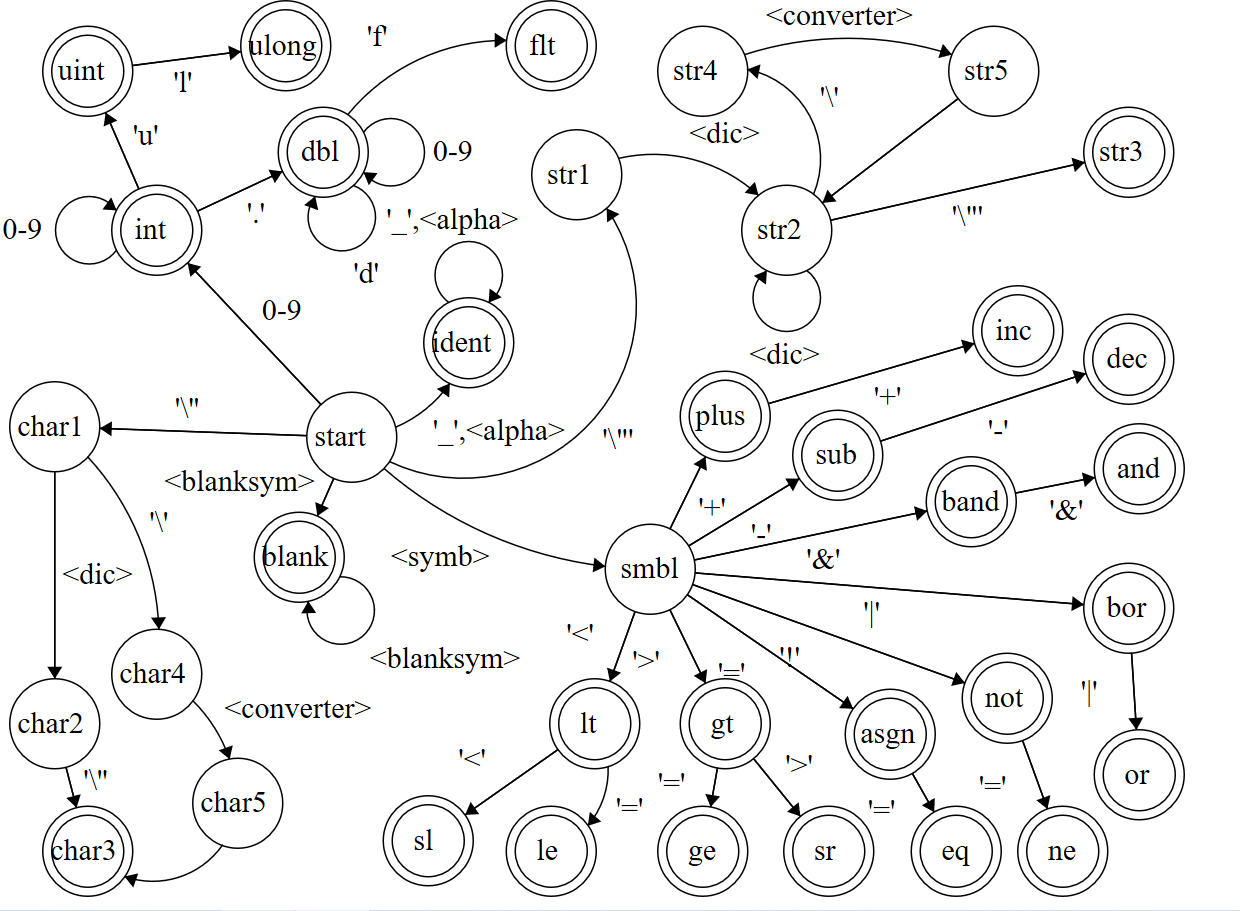 <converter>
'f'
ulong
flt
uint
str4
str5
'l'
'\'
'u'
<dic>
dbl
0-9
str3
str1
0-9
int
'.'
'_',<alpha>
str2
'\"'
'd'
0-9
inc
ident
<dic>
dec
'+'
'\''
plus
char1
start
'_',<alpha>
'\"'
'-'
sub
and
<blanksym>
band
'+'
'&'
'\'
'-'
blank
<symb>
'&'
smbl
<dic>
bor
'|'
'<'
<blanksym>
'>'
'!'
'='
char4
not
'|'
<converter>
char2
lt
gt
asgn
'<'
'>'
'\''
'='
'='
'='
'='
or
char5
char3
sl
le
ge
sr
eq
ne